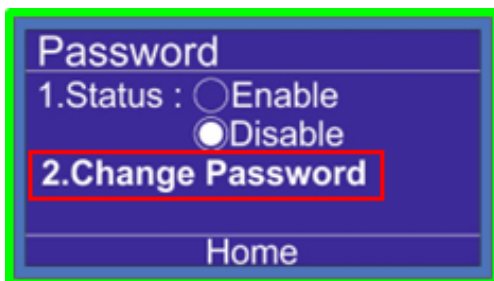 Password
1.Status : Enable
Disable
2.Change Password
Home